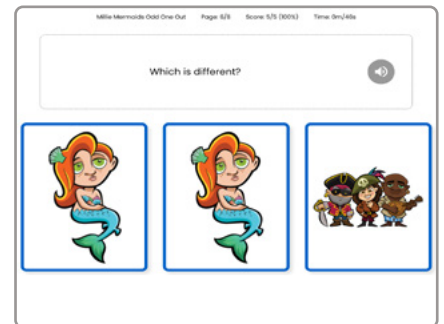 Millie Mermaids Odd One Out Page: 5/5 Score: 5/5 (100%) Time: 0m/46s
Which is different?